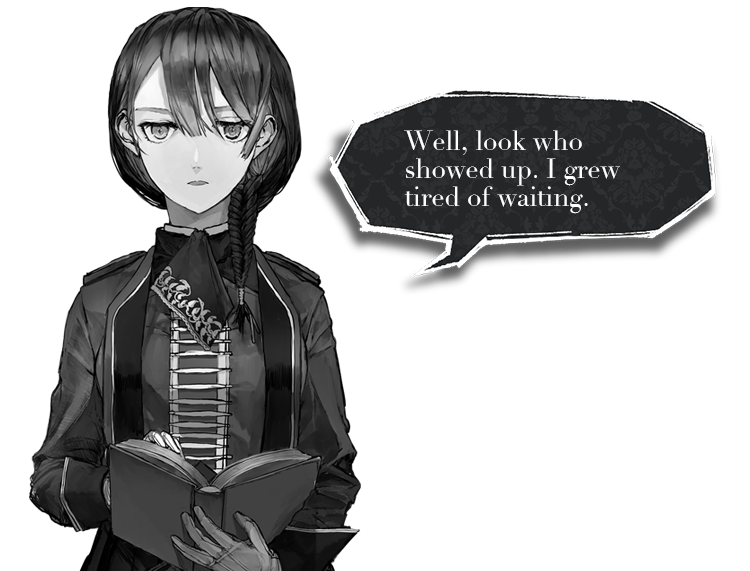 Well, look who
showed up. I grew
tired of waiting.